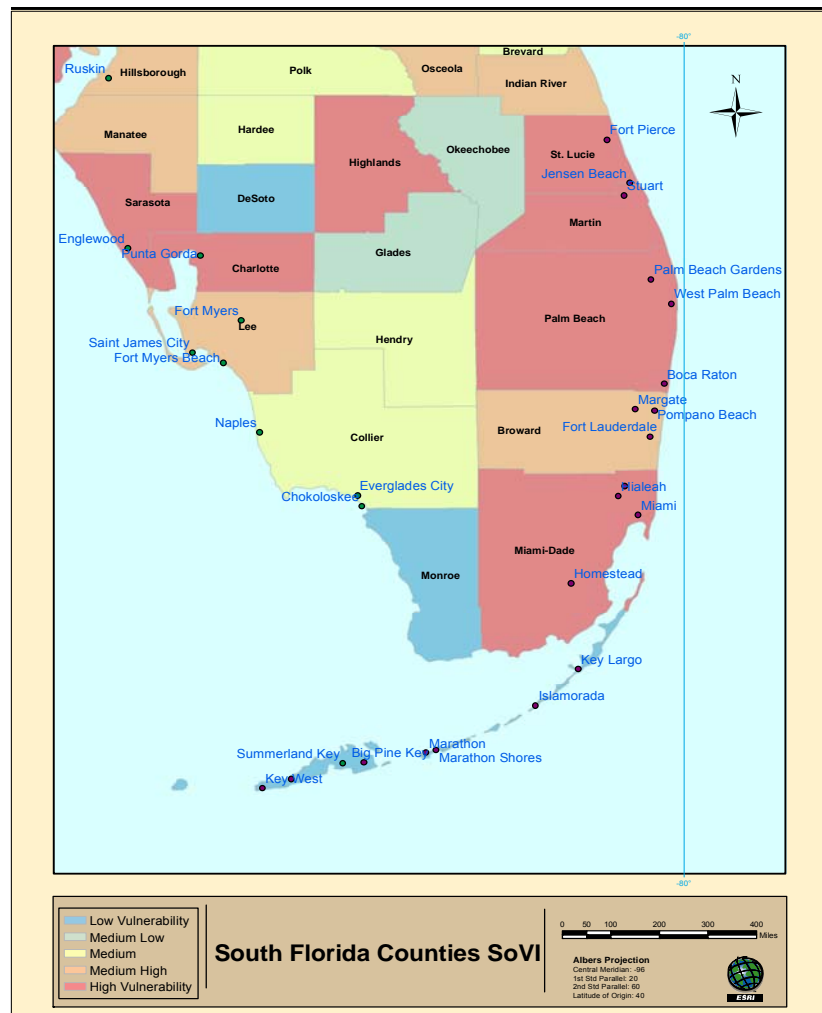 -80°
Brevard
Ruskin
Hillsborough
Polk
Osceola
Indian River
N
Manatee
Hardee
Okeechobee
Fort Pierce
St. Lucie
Highlands
Jensen Beach
Stuart
Sarasota
DeSoto
Martin
Englewood
Punta Gorda
Charlotte
Glades
Palm Beach Gardens
West Palm Beach
Fort Myers
Lee
Palm Beach
Saint James City
Fort Myers Beach
Hendry
Boca Raton
Margate
Pompano Beach
Naples
Collier
Broward
Fort Lauderdale
Everglades City
Chokoloskee
Hialeah
Miami
Miami-Dade
Monroe
Homestead
Key Largo
Islamorada
Marathon
Summerland Key
Big Pine Key
Marathon Shores
Key West
-80°
Low Vulnerability
Medium Low
Medium
Medium High
High Vulnerability
South Florida Counties SoVI
0 50 100 200 300 400
Miles
Albers Projection
Central Meridian: -96
1st Std Parallel: 20
2nd Std Parallel: 60
Latitude of Origin: 40
ESRI